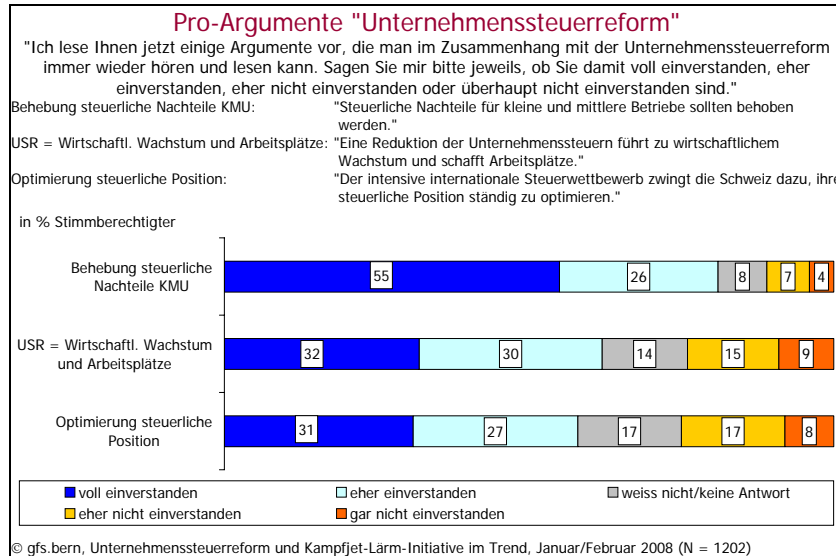 Pro-Argumente "Unternehmenssteuerreform"
"Ich lese Ihnen jetzt einige Argumente vor, die man im Zusammenhang mit der Unternehmenssteuerreform
immer wieder hören und lesen kann. Sagen Sie mir bitte jeweils, ob Sie damit voll einverstanden, eher
einverstanden, eher nicht einverstanden oder überhaupt nicht einverstanden sind."
Behebung steuerliche Nachteile KMU: "Steuerliche Nachteile für kleine und mittlere Betriebe sollten behoben
werden."
USR = Wirtschaftl. Wachstum und Arbeitsplätze: "Eine Reduktion der Unternehmenssteuern führt zu wirtschaftlichem
Wachstum und schafft Arbeitsplätze."
Optimierung steuerliche Position: "Der intensive internationale Steuerwettbewerb zwingt die Schweiz dazu, ihre
steuerliche Position ständig zu optimieren."
in % Stimmberechtigter
Behebung steuerliche
Nachteile KMU
55 26 8 7 4
USR = Wirtschaftl. Wachstum
und Arbeitsplätze
32 30 14 15 9
Optimierung steuerliche
Position
31 27 17 17 8
voll einverstanden eher einverstanden weiss nicht/keine Antwort
eher nicht einverstanden gar nicht einverstanden
© gfs.bern, Unternehmenssteuerreform und Kampfjet-Lärm-Initiative im Trend, Januar/Februar 2008 (N = 1202)